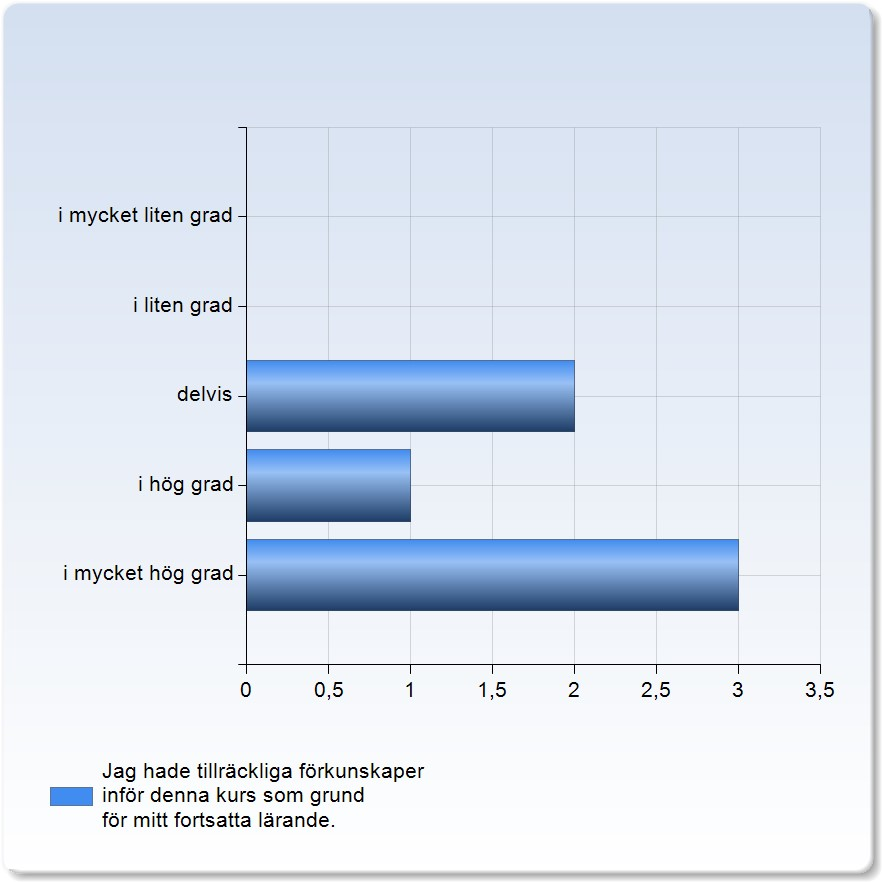 i mycket liten grad
i liten grad
delvis
i hög grad
i mycket hög grad
0 0,5 1 1,5 2 2,5 3 3,5
Jag hade tillräckliga förkunskaper
inför denna kurs som grund
för mitt fortsatta lärande.